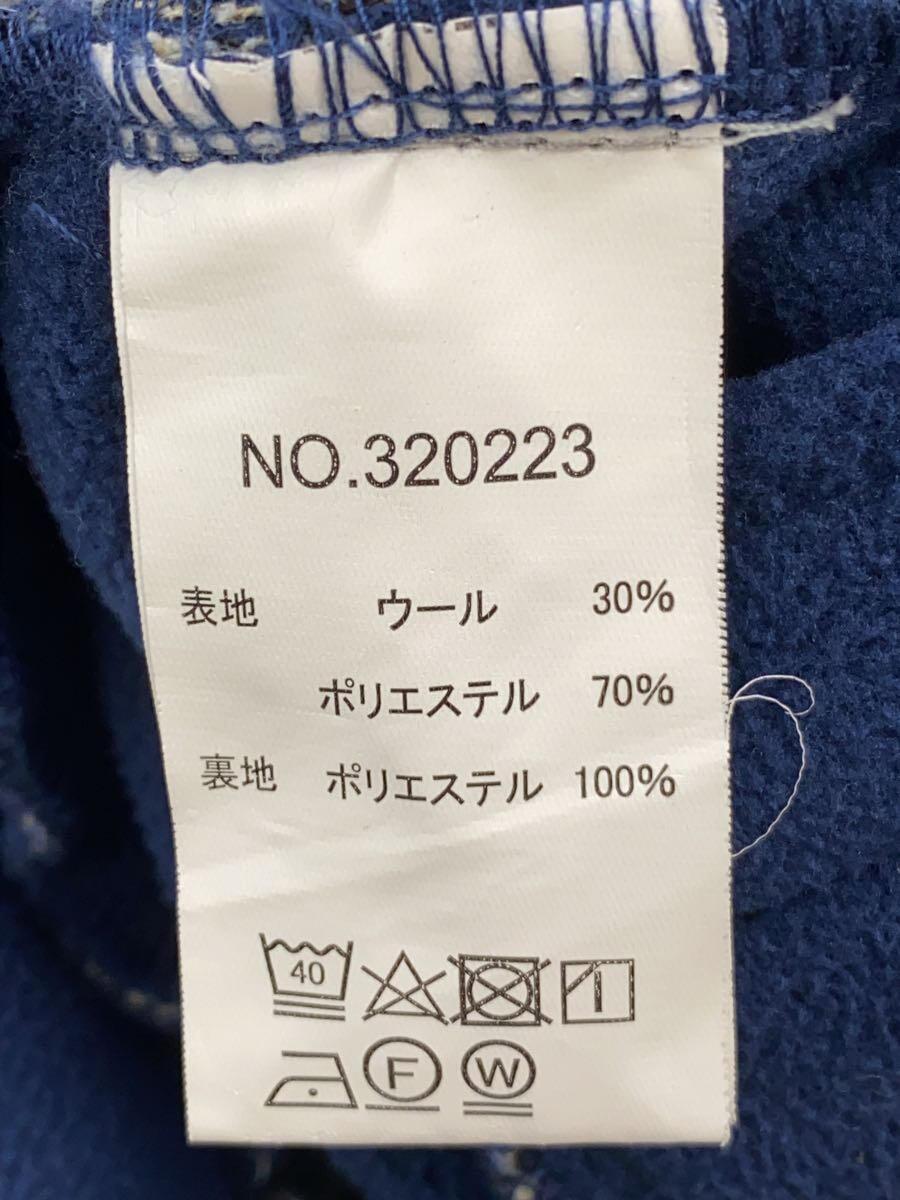 NO.320223
表地 ウール 30%
ポリエステル 70%
裏地 ポリエステル 100%
40
F W